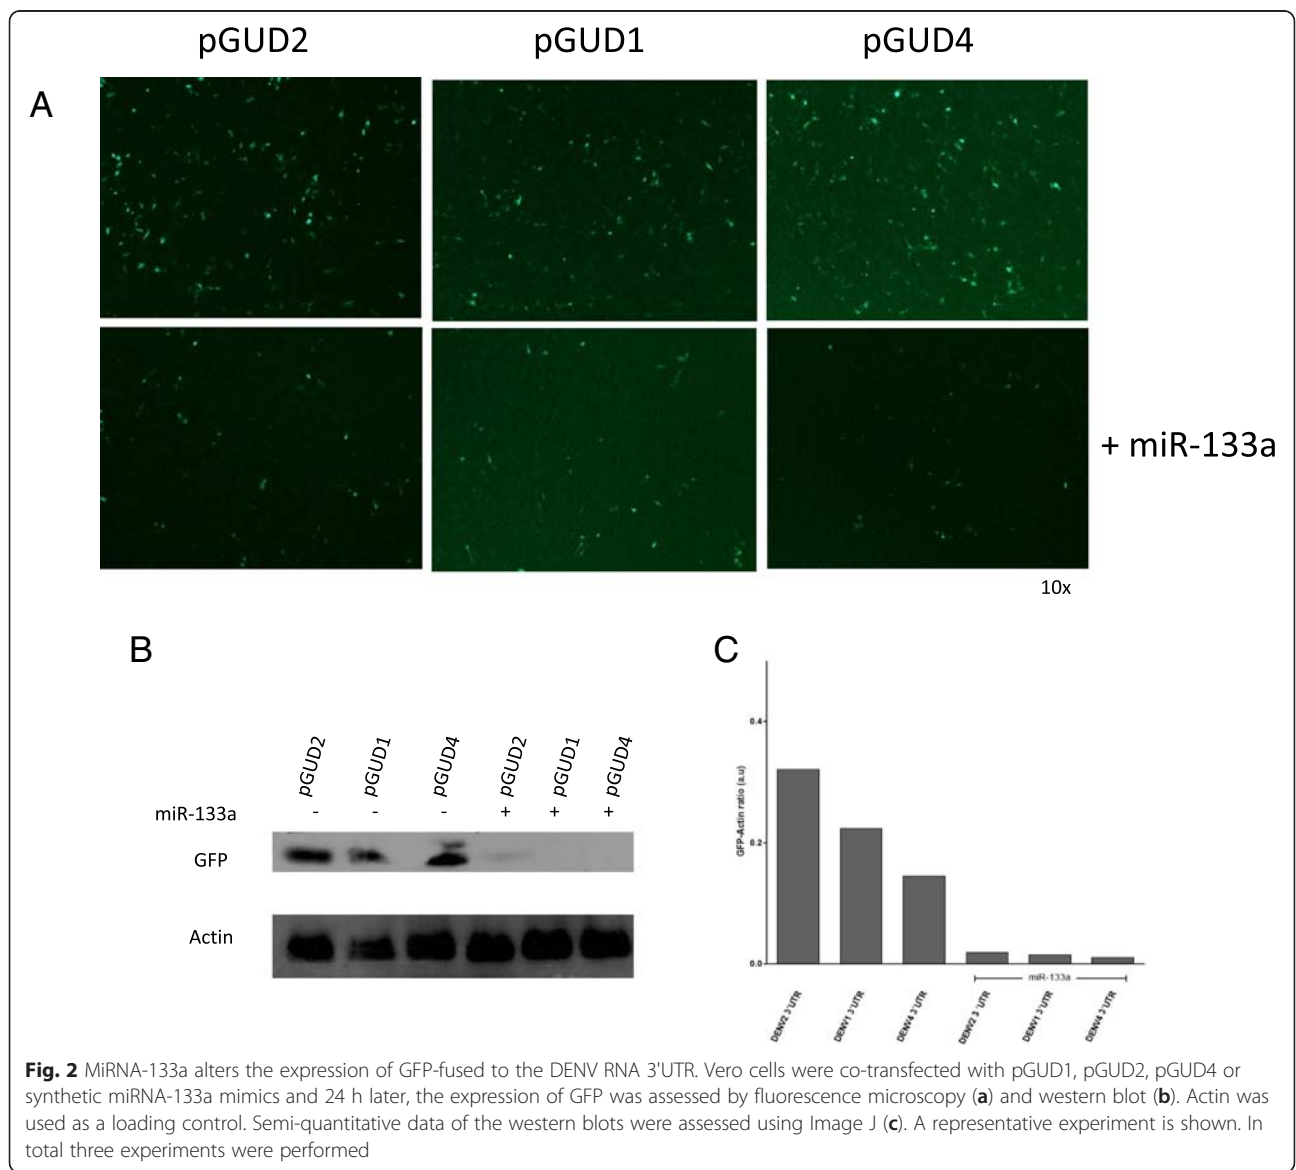 pGUD2 pGUD1 pGUD4
A
+ miR-133a
10x
B
pGUD2 pGUD1 pGUD4 pGUD2 pGUD1 pGUD4
miR-133a - - - + + +
GFP
Actin
C
GFP-Actin ratio (a.u)
0.4
0.2
0.0
miR-133a
DENV2 3'UTR DENV1 3'UTR DENV4 3'UTR DENV2 3'UTR DENV1 3'UTR DENV4 3'UTR
Fig. 2 MiRNA-133a alters the expression of GFP-fused to the DENV RNA 3'UTR. Vero cells were co-transfected with pGUD1, pGUD2, pGUD4 or
synthetic miRNA-133a mimics and 24 h later, the expression of GFP was assessed by fluorescence microscopy (a) and western blot (b). Actin was
used as a loading control. Semi-quantitative data of the western blots were assessed using Image J (c). A representative experiment is shown. In
total three experiments were performed